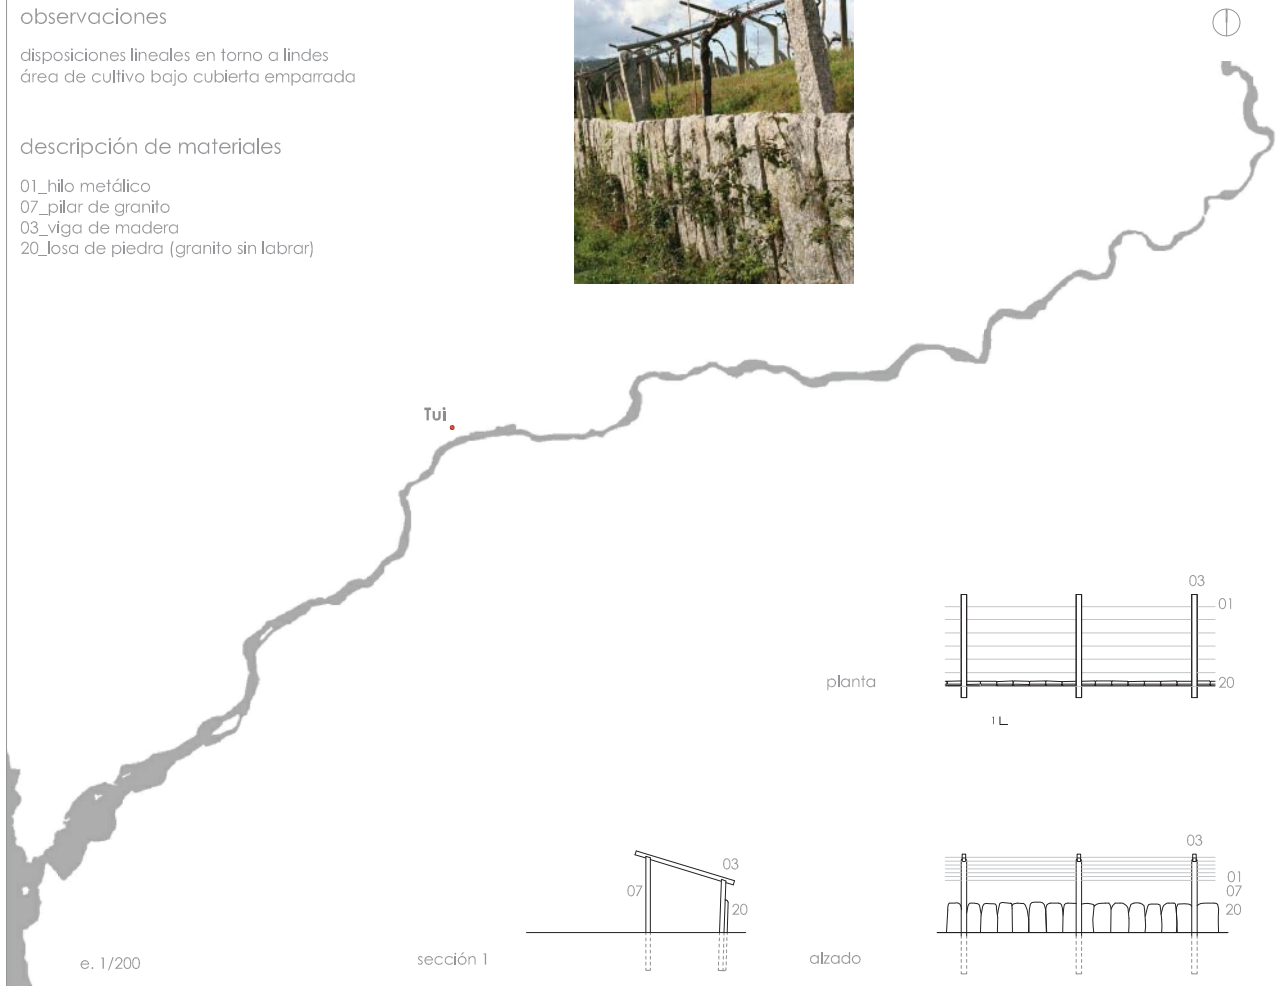 observaciones
disposiciones lineales en torno a lindes
área de cultivo bajo cubierta emparrada
descripción de materiales
01_hilo metálico
07_pilar de granito
03_viga de madera
20_losa de piedra (granito sin labrar)
Tui
03
01
planta
20
1
03
03
01
07
07
20
20
e. 1/200
sección 1
alzado